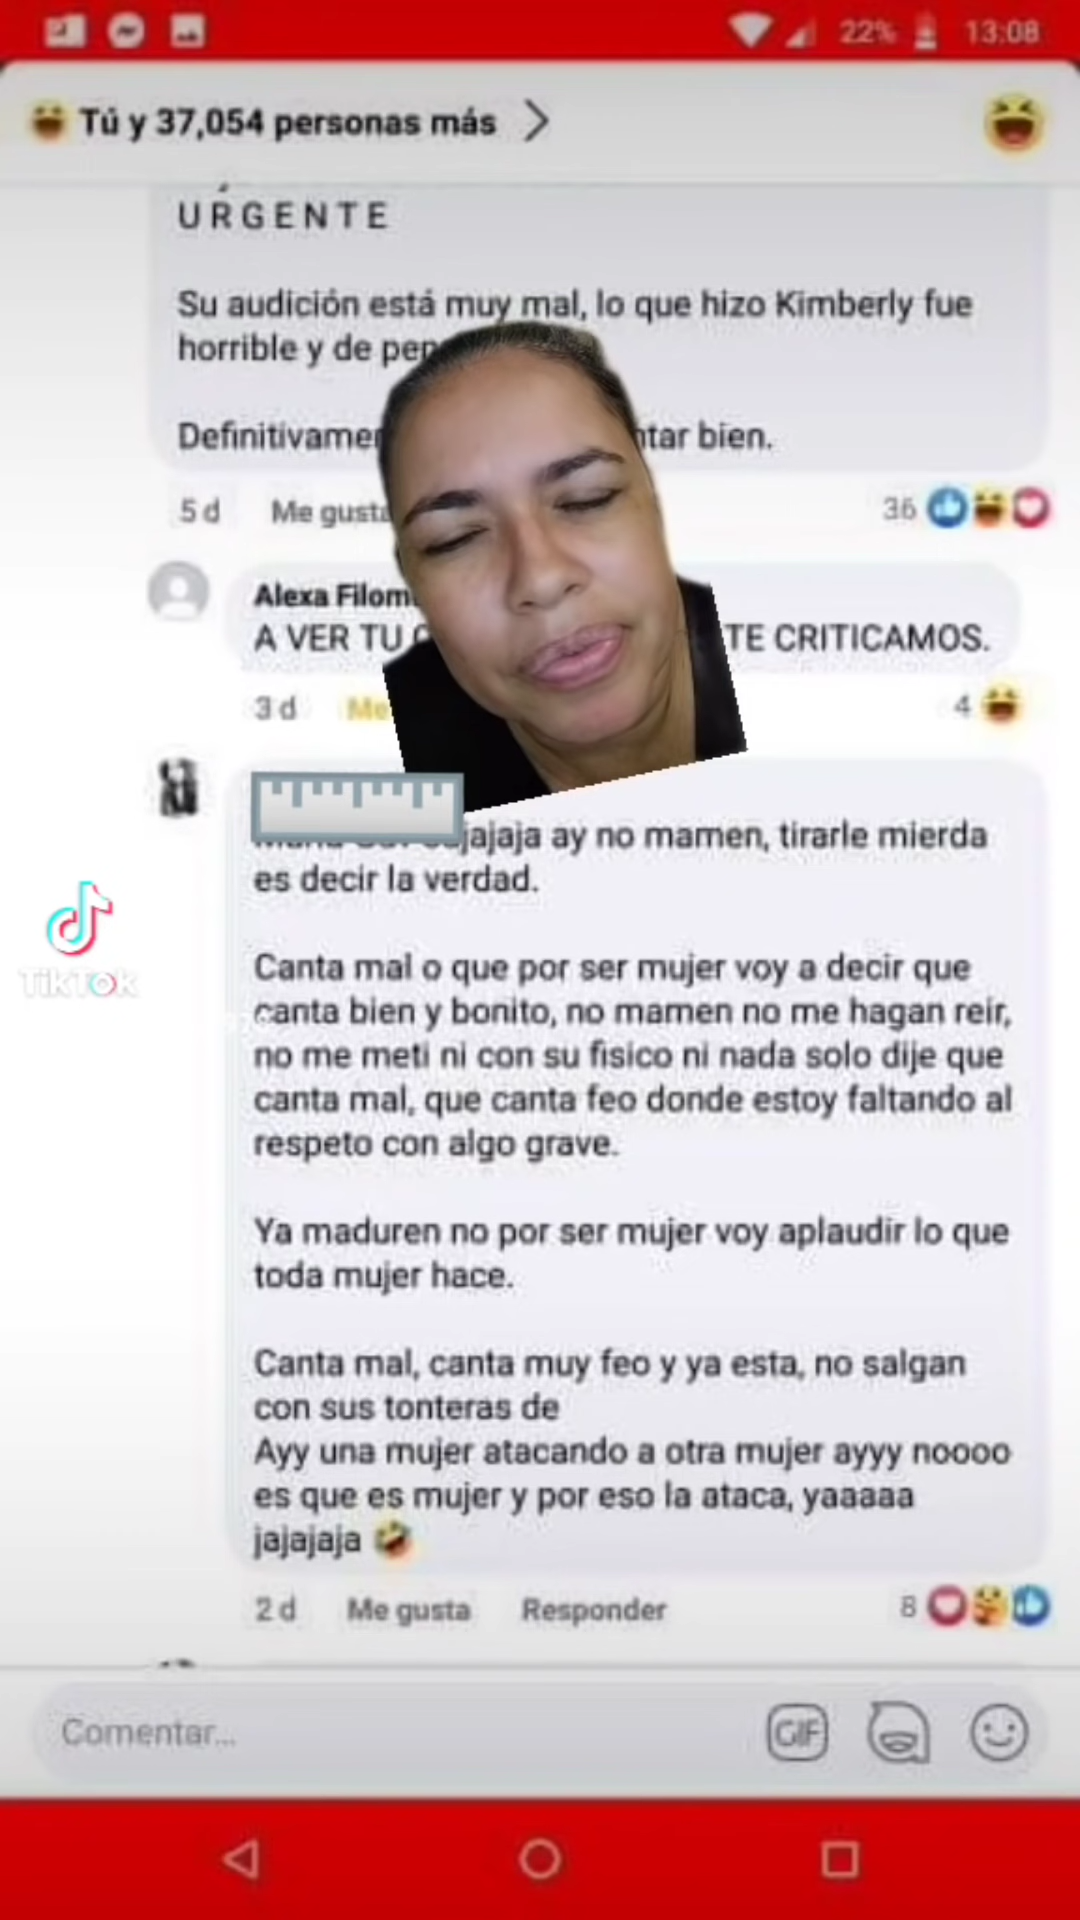 22% 13:08
Tú y 37,054 personas más
URGENTE
Su audición está muy mal, lo que hizo Kimberly fue
horrible y de
bien.
5 d Me gusta 36
Alexa
A VER TU TE CRITICAMOS.
3 d Me 4
jajaja ay no mamen, tirarle mierda
es decir la verdad.
Canta mal o que por ser mujer voy a decir que
canta bien y bonito, no mamen no me hagan reir,
no me meti ni con su fisico ni nada solo dije que
canta mal, que canta feo donde estoy faltando al
respeto con algo grave.
Ya maduren no por ser mujer voy aplaudir lo que
toda mujer hace.
Canta mal, canta muy feo y ya esta, no salgan
con sus tonteras de
Ayy una mujer atacando a otra mujer ayyy noooo
es que es mujer y por eso la ataca, yaaaaa
jajajaja
2 d Me gusta Responder 8
TikTok
Comentar...
GIF